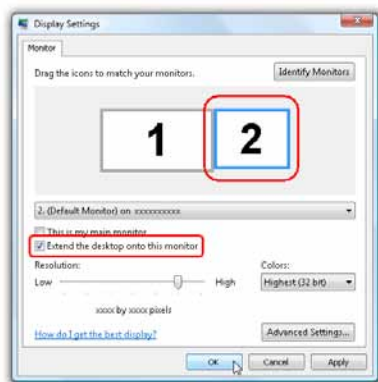 Display Settings
Monitor
Drag the icons to match your monitors.
Identify Monitors
1
2
2. (Default Monitor) on xxxxxxxxxx
This is my main monitor
Extend the desktop onto this monitor
Resolution:
Colors:
Low
High
Highest (32 bit)
xxxx by xxxx pixels
How do I get the best display?
Advanced Settings...
OK
Cancel
Apply